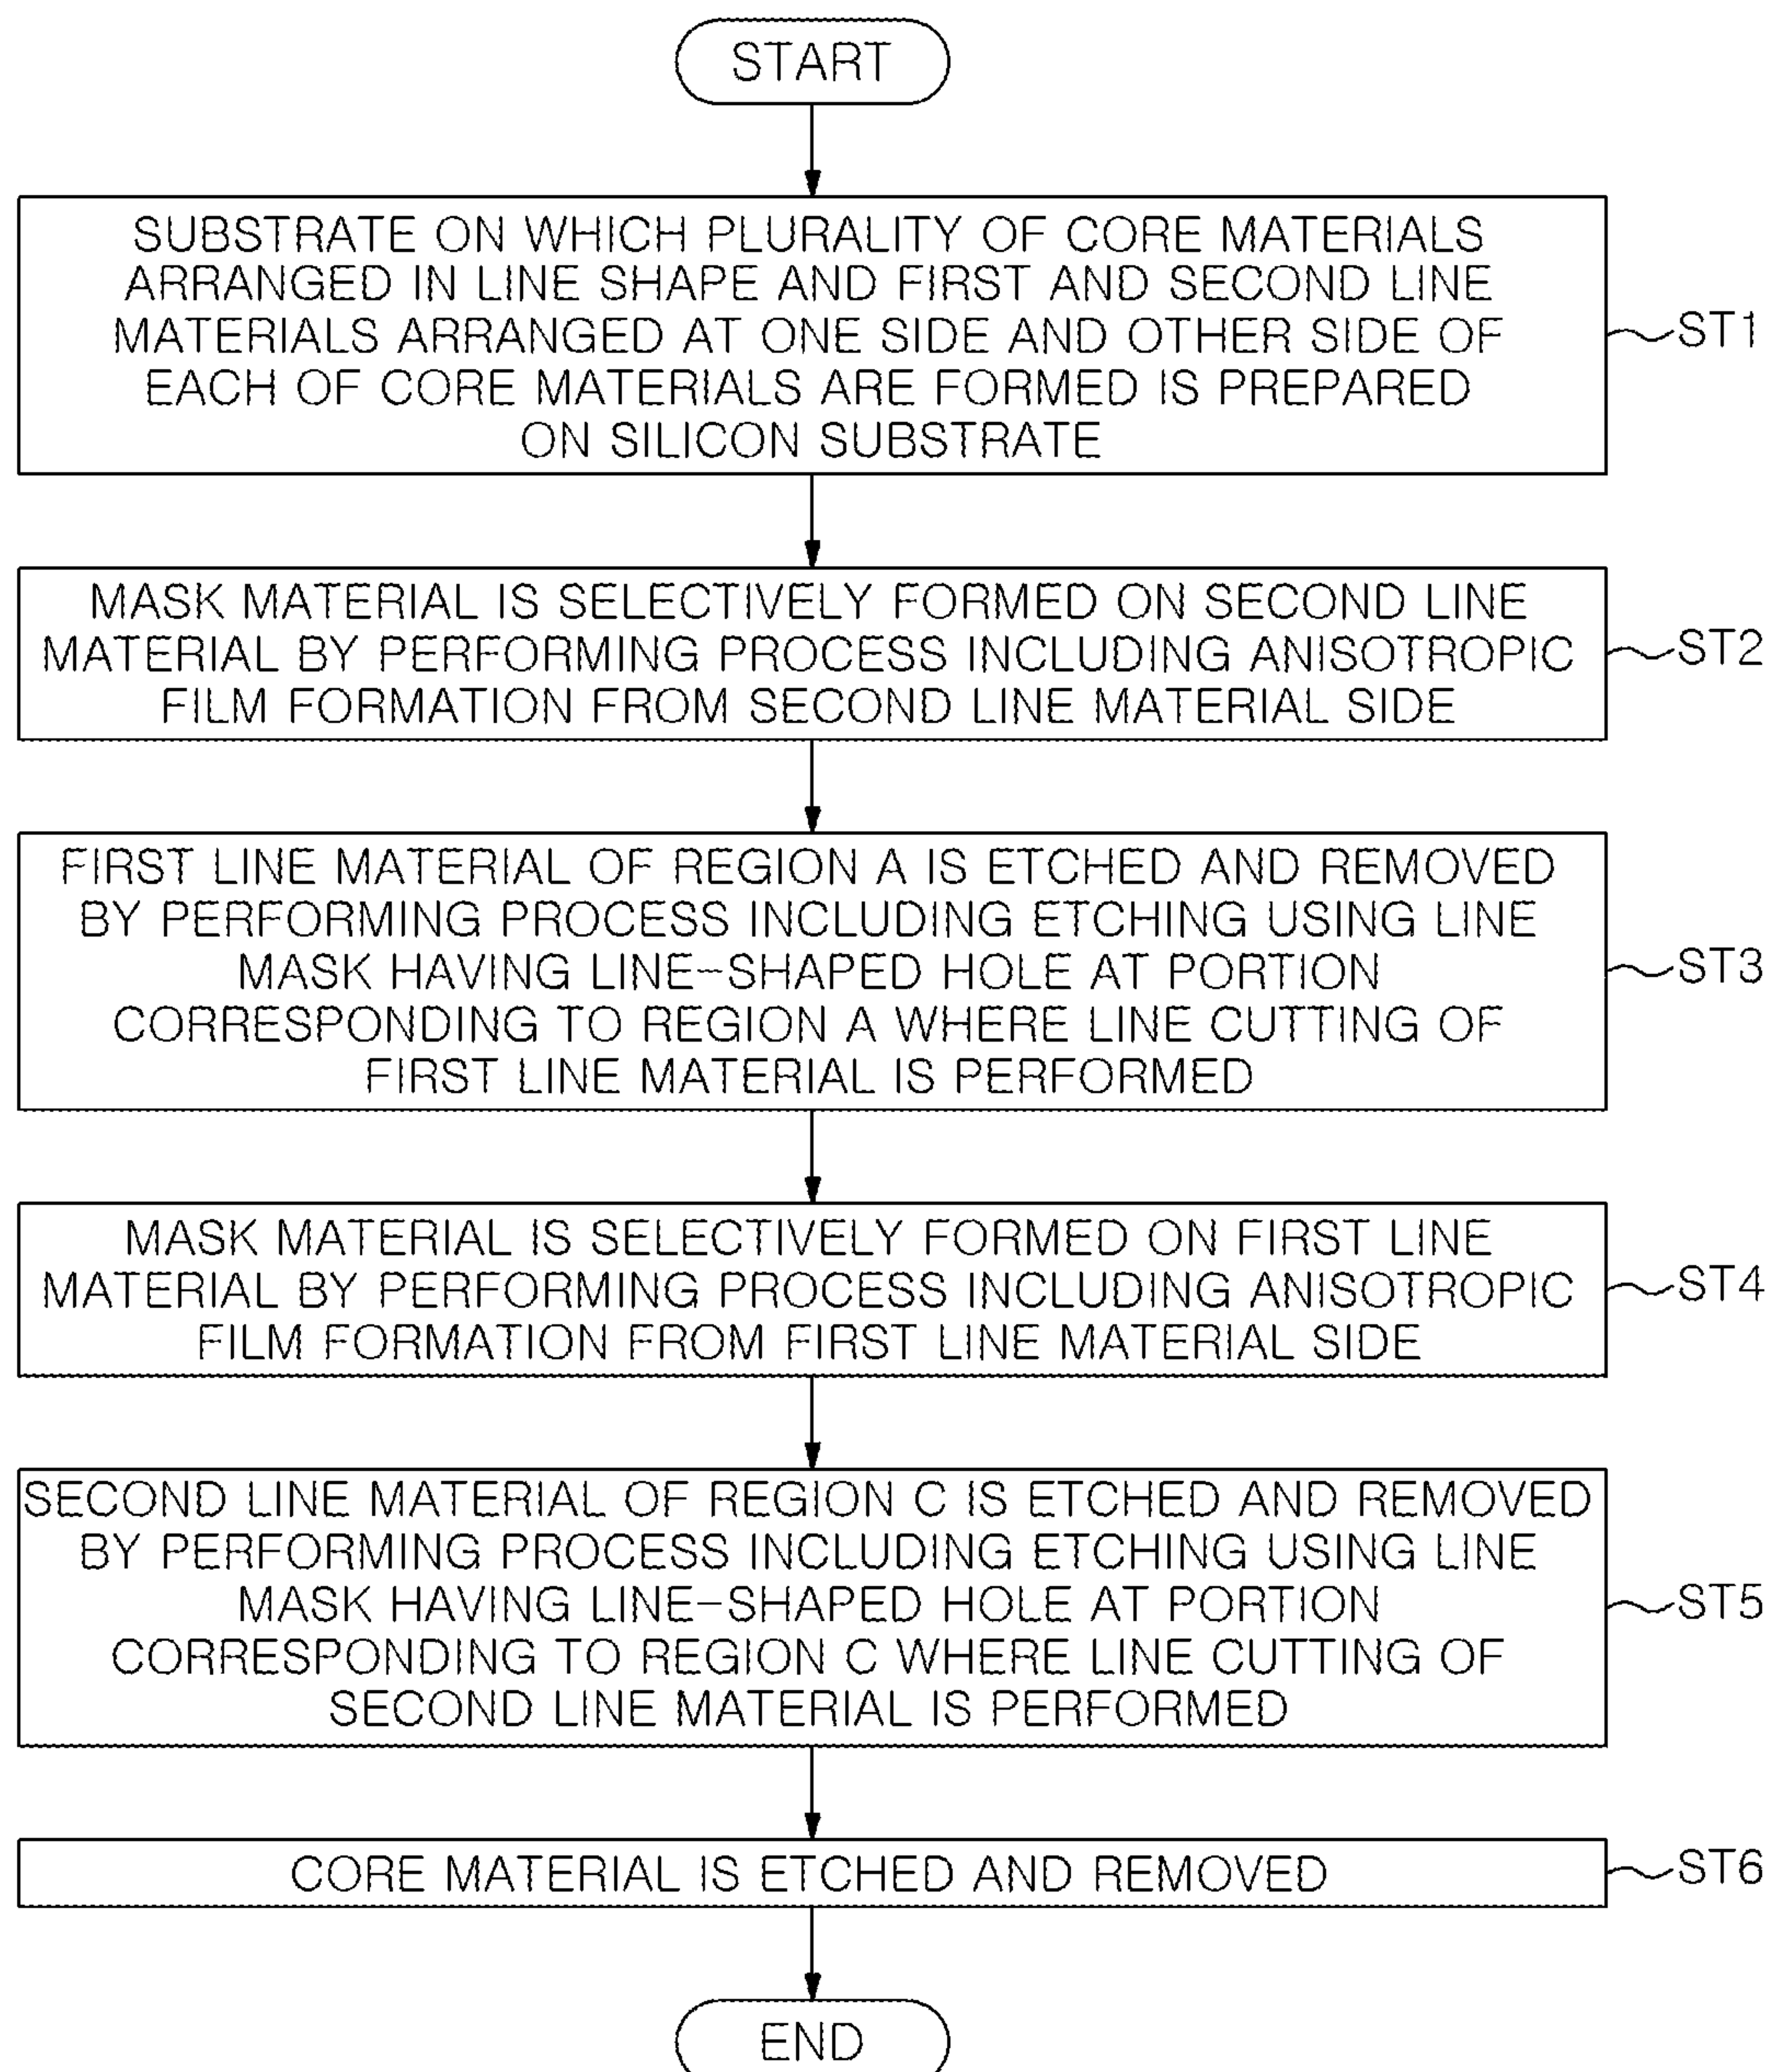 START
SUBSTRATE ON WHICH PLURALITY OF CORE MATERIALS
ARRANGED IN LINE SHAPE AND FIRST AND SECOND LINE
MATERIALS ARRANGED AT ONE SIDE AND OTHER SIDE OF
EACH OF CORE MATERIALS ARE FORMED IS PREPARED
ON SILICON SUBSTRATE
ST1
MASK MATERIAL IS SELECTIVELY FORMED ON SECOND LINE
MATERIAL BY PERFORMING PROCESS INCLUDING ANISOTROPIC
FILM FORMATION FROM SECOND LINE MATERIAL SIDE
ST2
FIRST LINE MATERIAL OF REGION A IS ETCHED AND REMOVED
BY PERFORMING PROCESS INCLUDING ETCHING USING LINE
MASK HAVING LINE-SHAPED HOLE AT PORTION
CORRESPONDING TO REGION A WHERE LINE CUTTING OF
FIRST LINE MATERIAL IS PERFORMED
ST3
MASK MATERIAL IS SELECTIVELY FORMED ON FIRST LINE
MATERIAL BY PERFORMING PROCESS INCLUDING ANISOTROPIC
FILM FORMATION FROM FIRST LINE MATERIAL SIDE
ST4
SECOND LINE MATERIAL OF REGION C IS ETCHED AND REMOVED
BY PERFORMING PROCESS INCLUDING ETCHING USING LINE
MASK HAVING LINE-SHAPED HOLE AT PORTION
CORRESPONDING TO REGION C WHERE LINE CUTTING OF
SECOND LINE MATERIAL IS PERFORMED
ST5
CORE MATERIAL IS ETCHED AND REMOVED
ST6
END